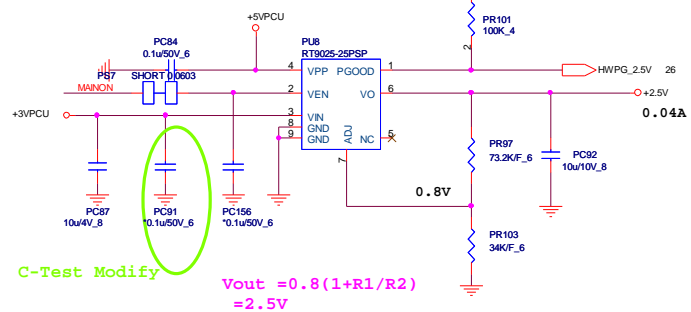 +5VPCU
PR101
100K_4
2
PC84
0.1u/50V_6
PU8
RT9025-25PSP
PS7
SHORT 0.0603
MAINON
4
VPP
PGOOD
1
HWPG_2.5V
26
2
VEN
VO
6
+2.5V
0.04A
+3VPCU
3
VIN
8
GND
9
GND
ADJ
NC
5
7
PR97
73.2K/F_6
PC92
10u/10V_8
0.8V
PC87
10u/4V_8
PC91
*0.1u/50V_6
PC156
*0.1u/50V_6
PR103
34K/F_6
C-Test Modify
Vout =0.8(1+R1/R2)
=2.5V